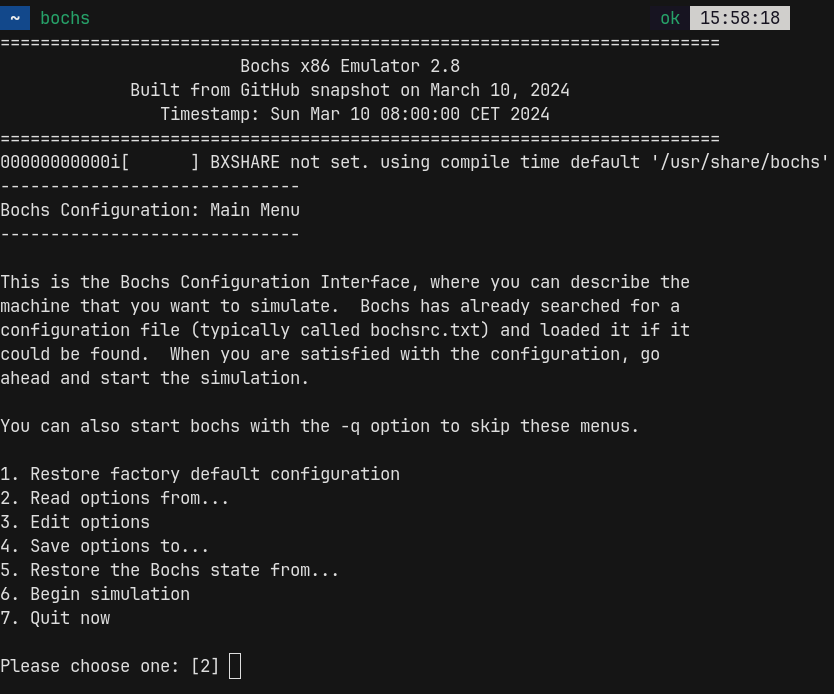 ~ bochs ok 15:58:18
========================================================================
                        Bochs x86 Emulator 2.8
             Built from GitHub snapshot on March 10, 2024
                Timestamp: Sun Mar 10 08:00:00 CET 2024
========================================================================
00000000000i[      ] BXSHARE not set. using compile time default '/usr/share/bochs'
------------------------------
Bochs Configuration: Main Menu
------------------------------

This is the Bochs Configuration Interface, where you can describe the
machine that you want to simulate.  Bochs has already searched for a
configuration file (typically called bochsrc.txt) and loaded it if it
could be found.  When you are satisfied with the configuration, go
ahead and start the simulation.

You can also start bochs with the -q option to skip these menus.

1. Restore factory default configuration
2. Read options from...
3. Edit options
4. Save options to...
5. Restore the Bochs state from...
6. Begin simulation
7. Quit now

Please choose one: [2]